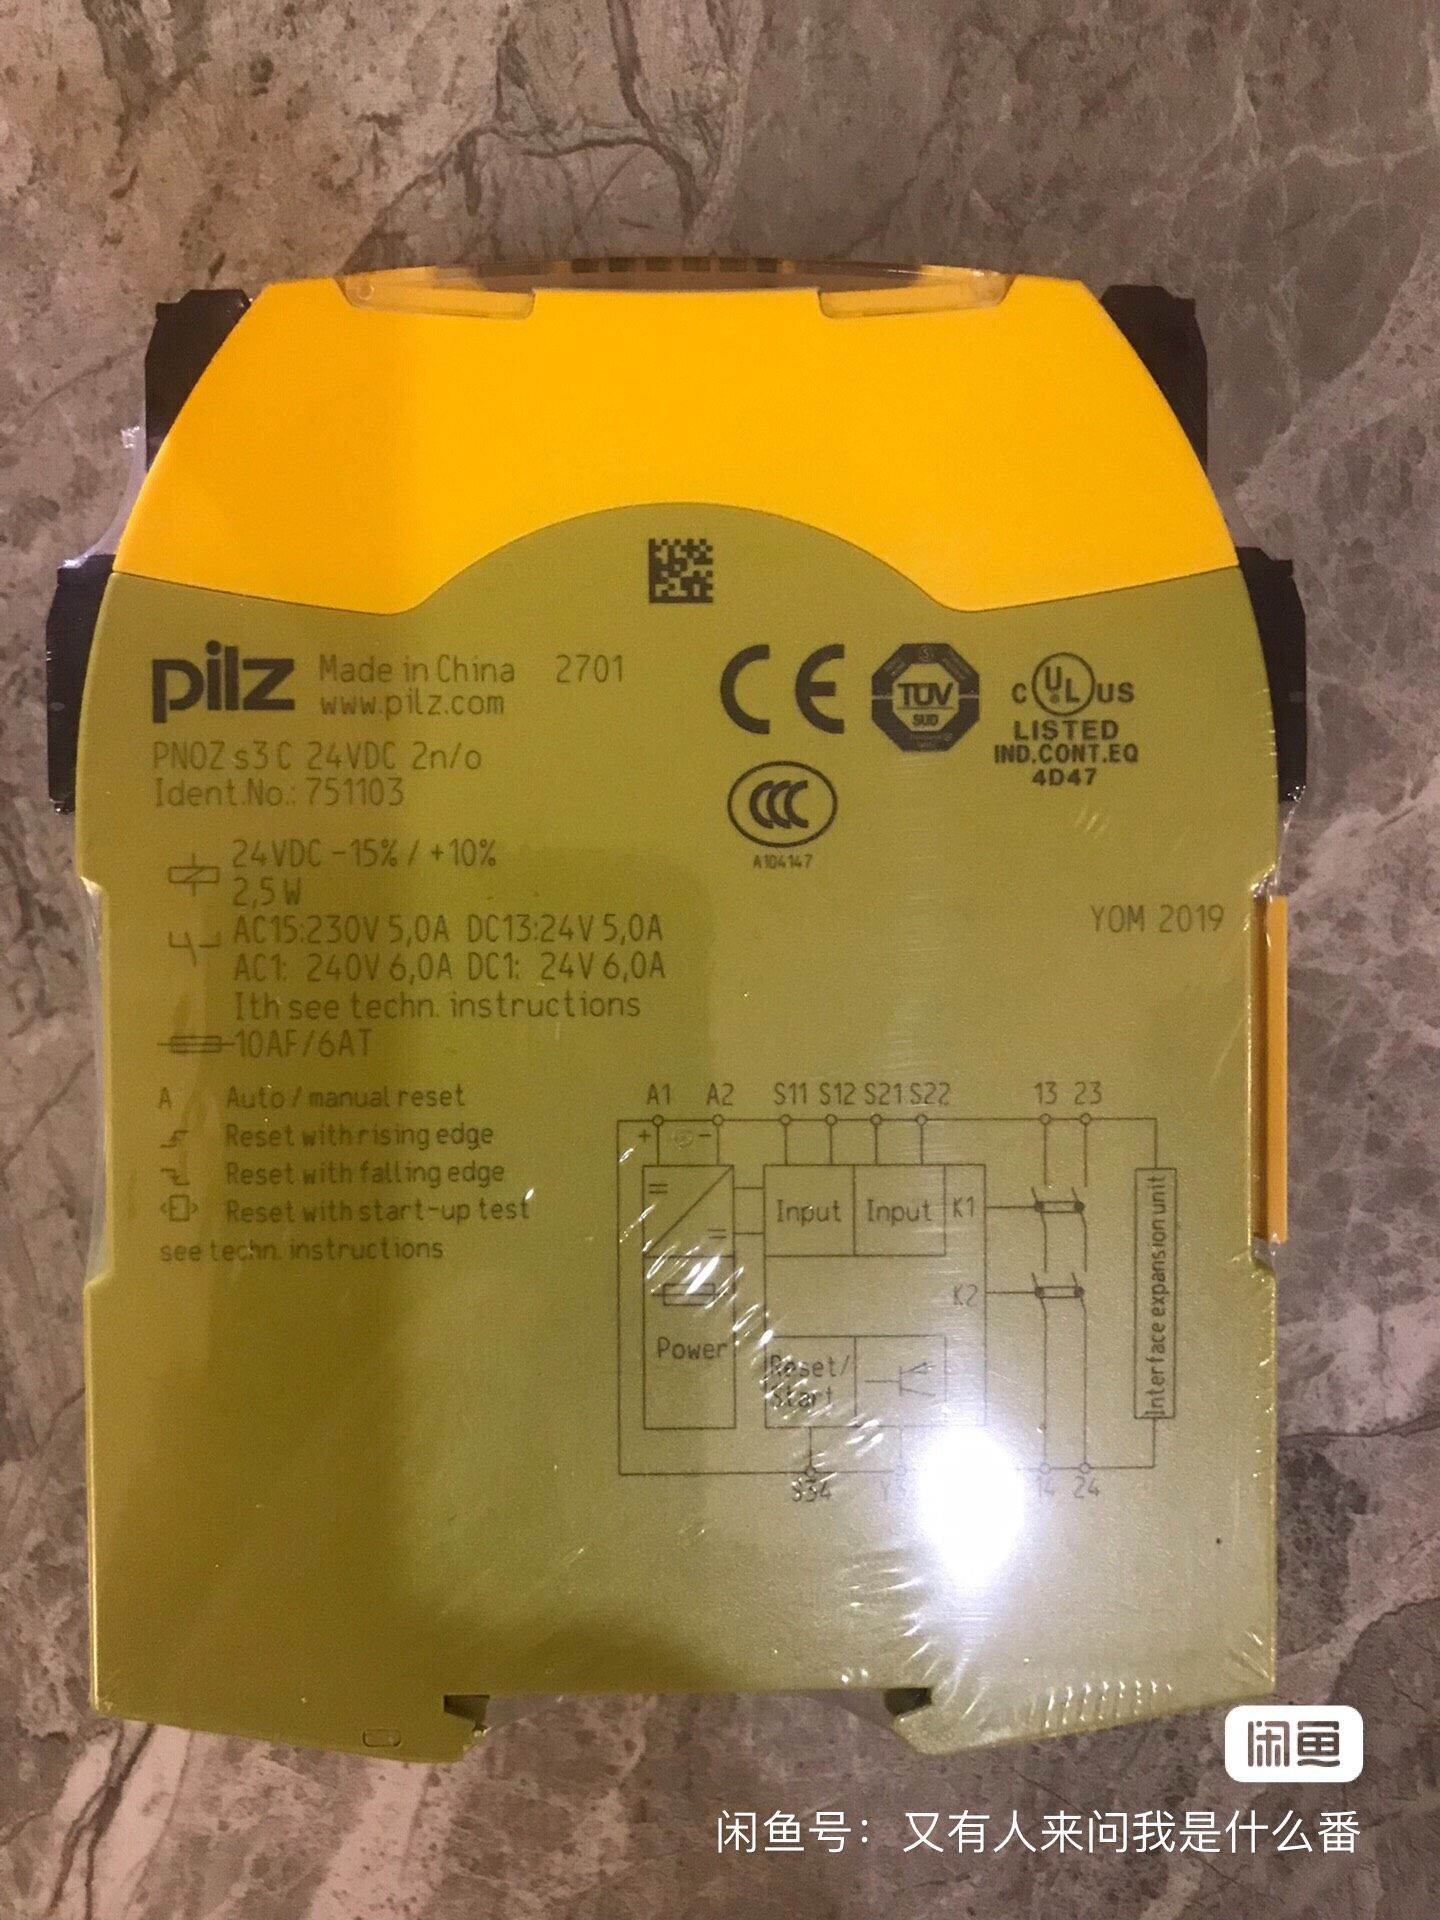 pilz Made in China 2701
www.pilz.com
PNOZ s3 C 24VDC 2n/o
Ident.No.: 751103
CE
TÜV
SÜD
C UL US
LISTED
IND.CONT.EQ
4D47
CCC
A104147
24VDC -15% / +10%
2,5 W
AC15:230V 5,0A DC13:24V 5,0A
AC1: 240V 6,0A DC1: 24V 6,0A
Ith see techn. instructions
10AF/6AT
YOM 2019
A Auto / manual reset
Reset with rising edge
Reset with falling edge
Reset with start-up test
see techn. instructions
A1 A2 S11 S12 S21 S22 13 23
+ -
Input Input K1
K2
Power
Reset/
Start
Interface expansion unit
S34 14 24
闲鱼
闲鱼号：又有人来问我是什么番